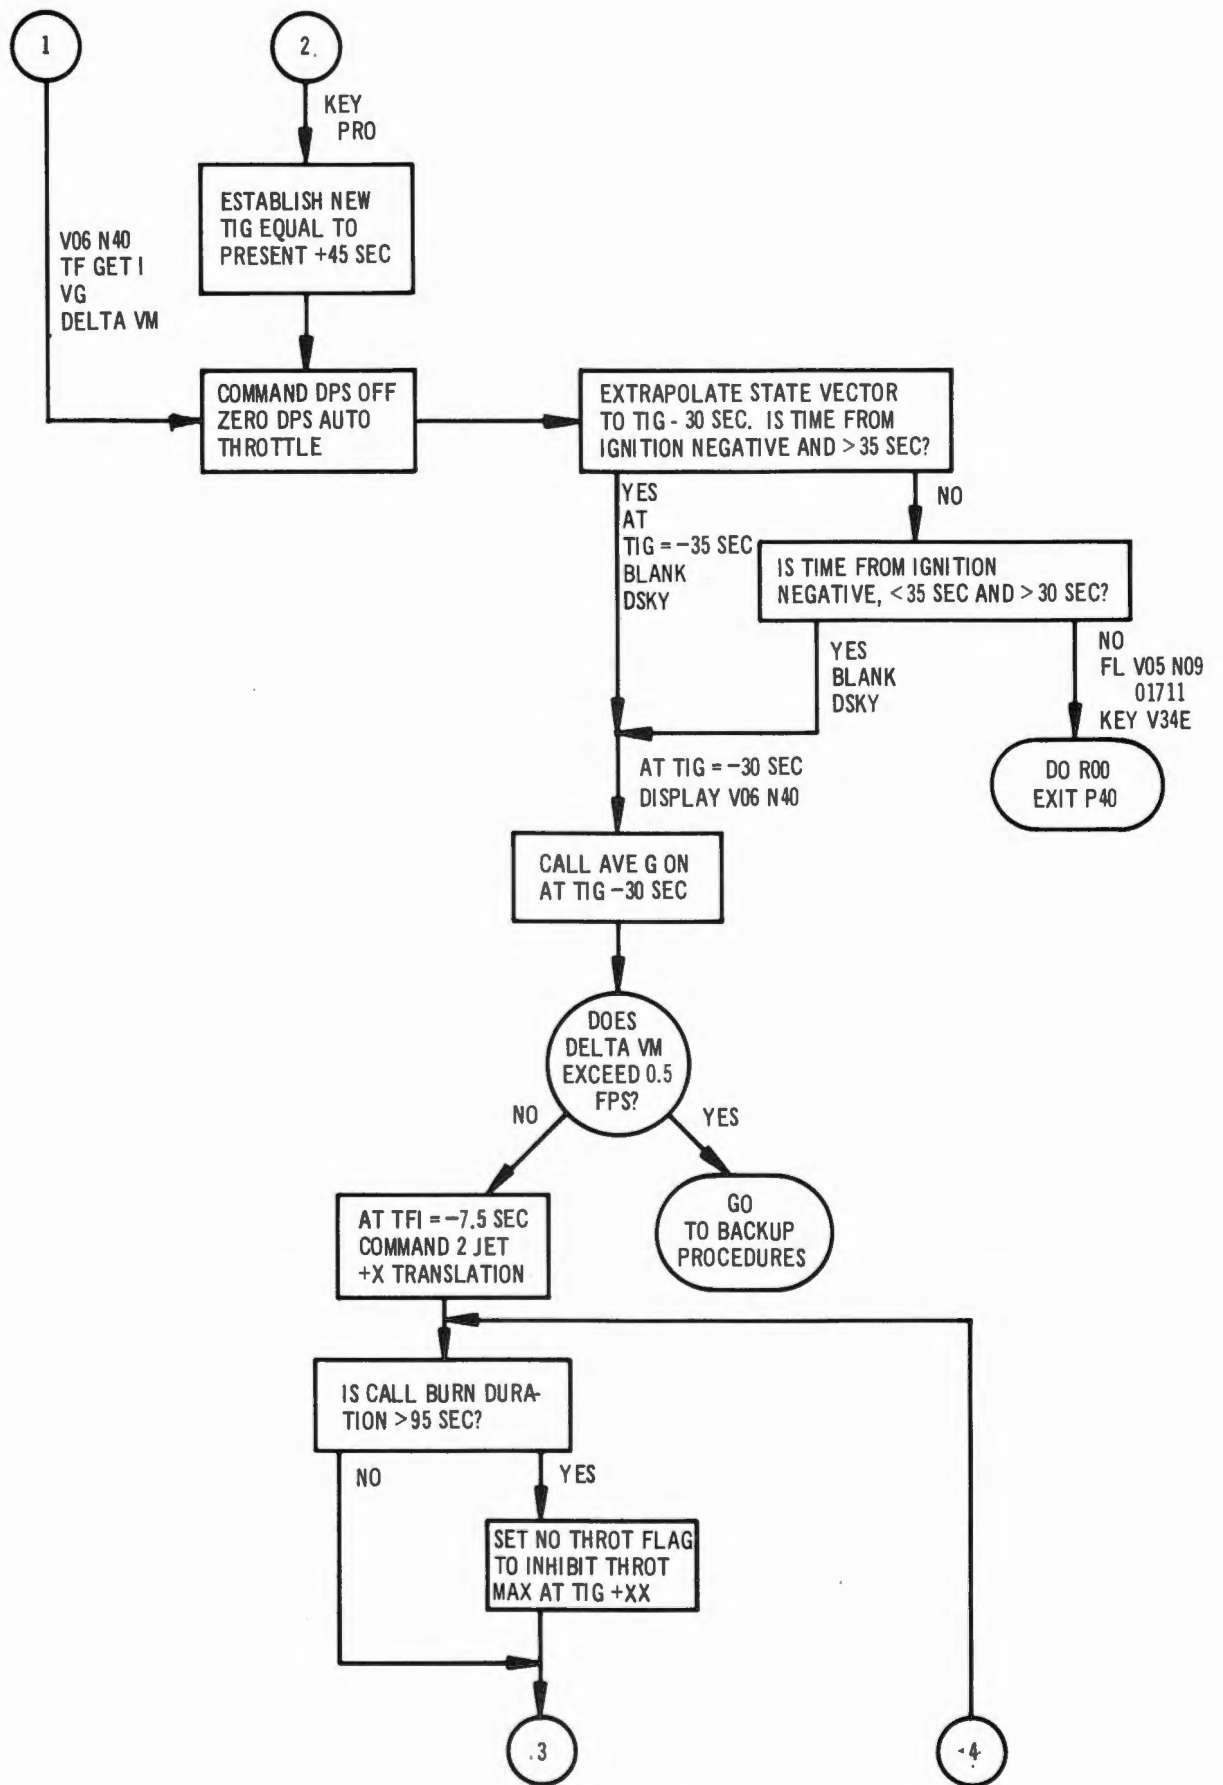 1
2.
KEY
PRO
ESTABLISH NEW
TIG EQUAL TO
PRESENT +45 SEC
V06 N40
TF GET I
VG
DELTA VM
COMMAND DPS OFF
ZERO DPS AUTO
THROTTLE
EXTRAPOLATE STATE VECTOR
TO TIG - 30 SEC. IS TIME FROM
IGNITION NEGATIVE AND > 35 SEC?
YES
AT
TIG = -35 SEC
BLANK
DSKY
NO
IS TIME FROM IGNITION
NEGATIVE, < 35 SEC AND > 30 SEC?
YES
BLANK
DSKY
NO
FL V05 N09
01711
KEY V34E
DO R00
EXIT P40
AT TIG = -30 SEC
DISPLAY V06 N40
CALL AVE G ON
AT TIG -30 SEC
DOES
DELTA VM
EXCEED 0.5
FPS?
NO
YES
GO
TO BACKUP
PROCEDURES
AT TFI = -7.5 SEC
COMMAND 2 JET
+X TRANSLATION
IS CALL BURN DURA-
TION > 95 SEC?
NO
YES
SET NO THROT FLAG
TO INHIBIT THROT
MAX AT TIG +XX
.3
-4